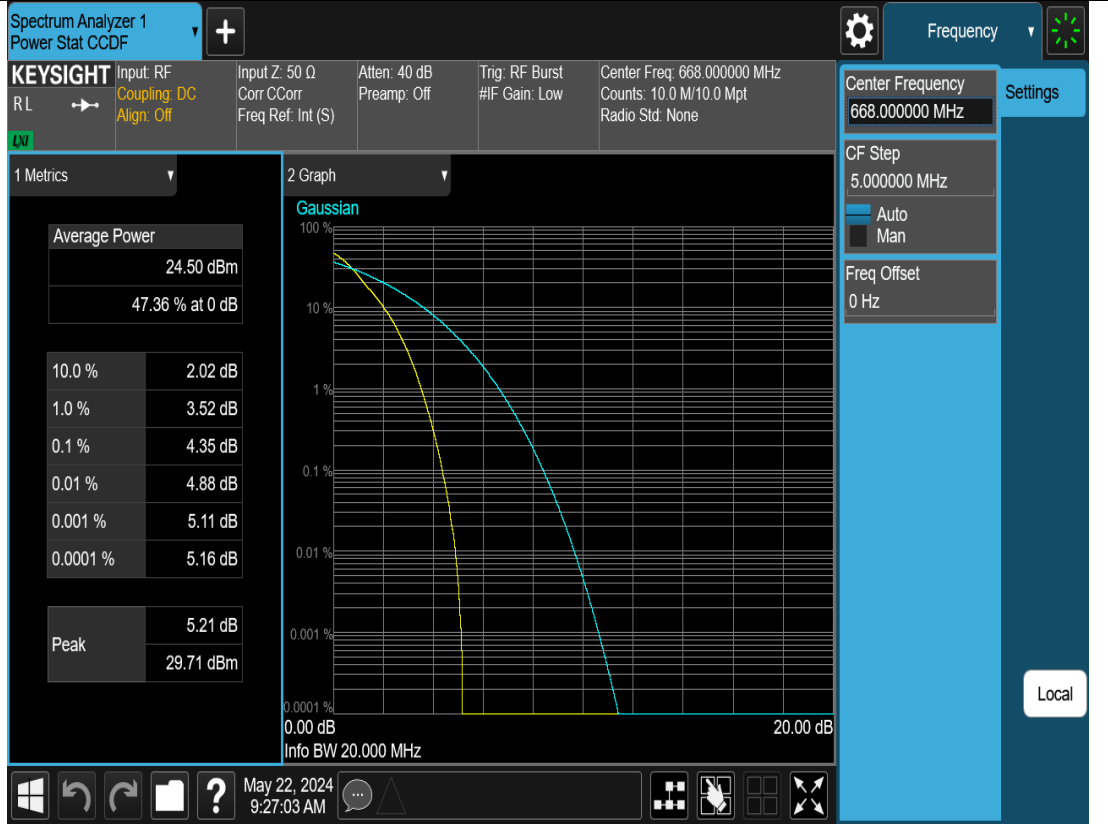 Spectrum Analyzer 1
Power Stat CCDF
+
Frequency
KEYSIGHT
R L
LXI
Input: RF
Coupling: DC
Align: Off
Input Z: 50 Ω
Corr CCorr
Freq Ref: Int (S)
Atten: 40 dB
Preamp: Off
Trig: RF Burst
#IF Gain: Low
Center Freq: 668.000000 MHz
Counts: 10.0 M/10.0 Mpt
Radio Std: None
Center Frequency
668.000000 MHz
Settings
CF Step
5.000000 MHz
Auto
Man
Freq Offset
0 Hz
Local
1 Metrics
Average Power
24.50 dBm
47.36 % at 0 dB
10.0 % 2.02 dB
1.0 % 3.52 dB
0.1 % 4.35 dB
0.01 % 4.88 dB
0.001 % 5.11 dB
0.0001 % 5.16 dB
Peak
5.21 dB
29.71 dBm
2 Graph
Gaussian
100 %
10 %
1 %
0.1 %
0.01 %
0.001 %
0.0001 %
0.00 dB 20.00 dB
Info BW 20.000 MHz
?
May 22, 2024
9:27:03 AM